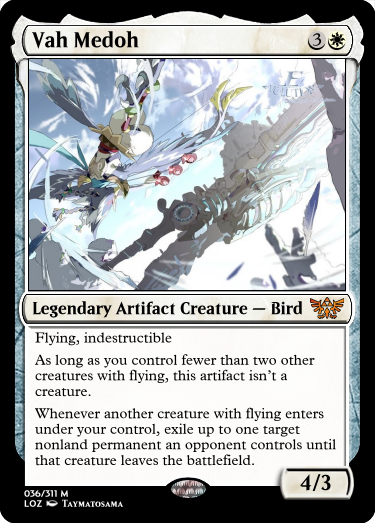 Vah Medoh
3
Legendary Artifact Creature — Bird
Flying, indestructible
As long as you control fewer than two other
creatures with flying, this artifact isn't a
creature.
Whenever another creature with flying enters
under your control, exile up to one target
nonland permanent an opponent controls until
that creature leaves the battlefield.
4/3
036/311 M
LOZ Taymatosama